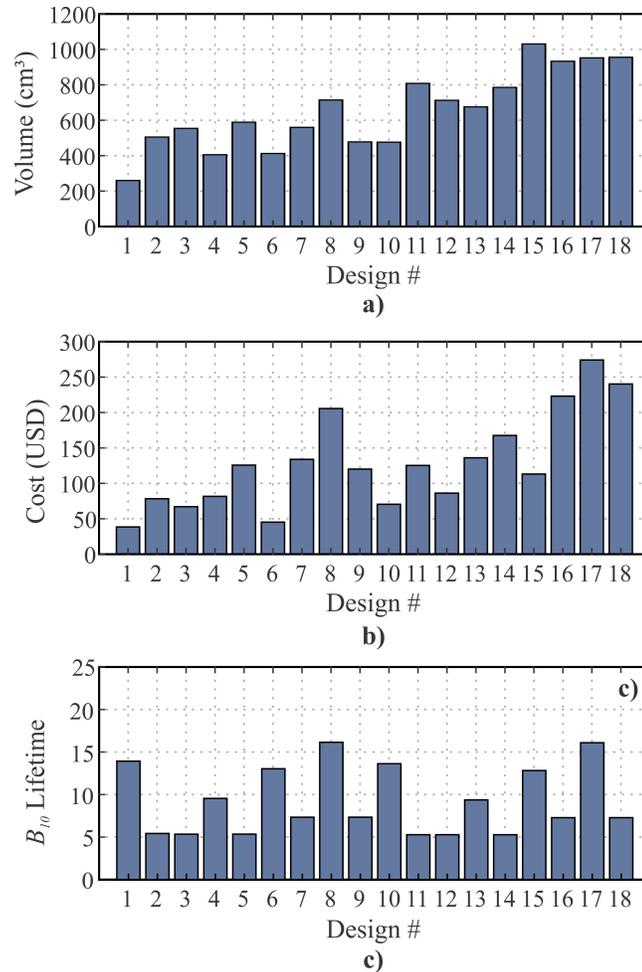 1200
1000
800
600
400
200
0
Volume (cm³)
1 2 3 4 5 6 7 8 9 10 11 12 13 14 15 16 17 18
Design #
a)
300
250
200
150
100
50
0
Cost (USD)
1 2 3 4 5 6 7 8 9 10 11 12 13 14 15 16 17 18
Design #
b)
25
20
15
10
5
0
c)
B₁₀ Lifetime
1 2 3 4 5 6 7 8 9 10 11 12 13 14 15 16 17 18
Design #
c)